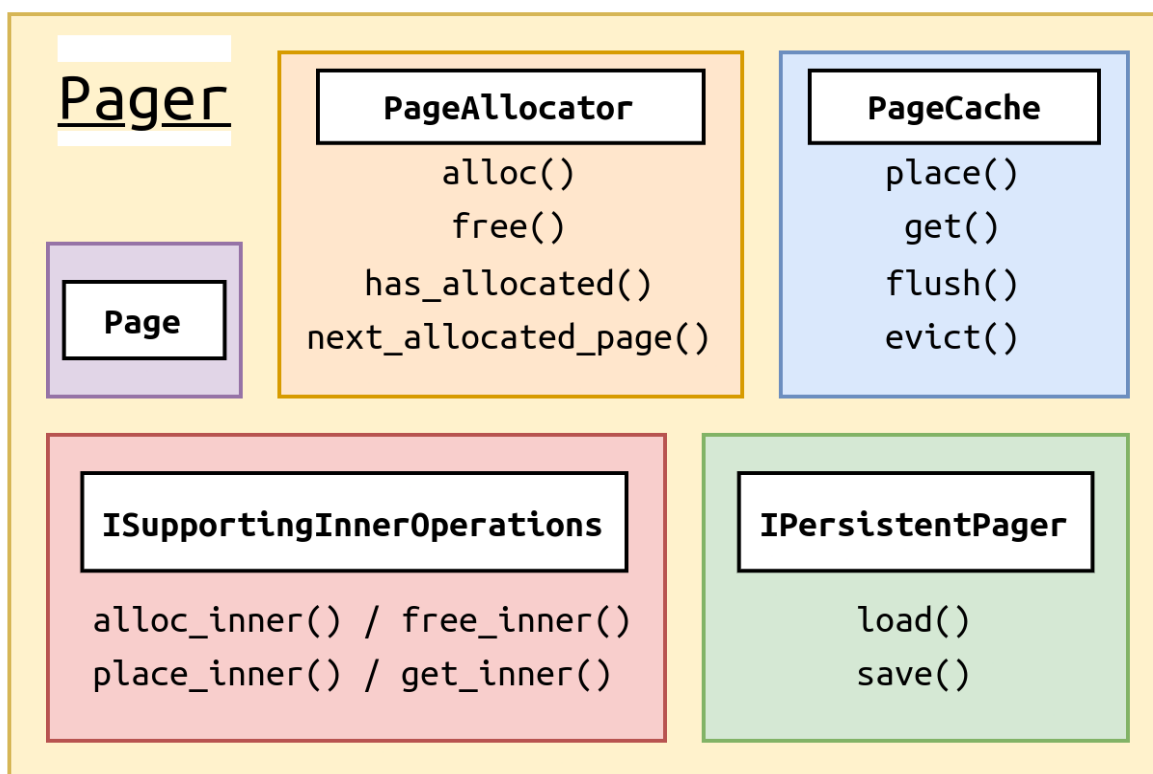 Pager
PageAllocator
alloc()
free()
has_allocated()
next_allocated_page()
PageCache
place()
get()
flush()
evict()
Page
ISupportingInnerOperations
alloc_inner() / free_inner()
place_inner() / get_inner()
IPersistentPager
load()
save()